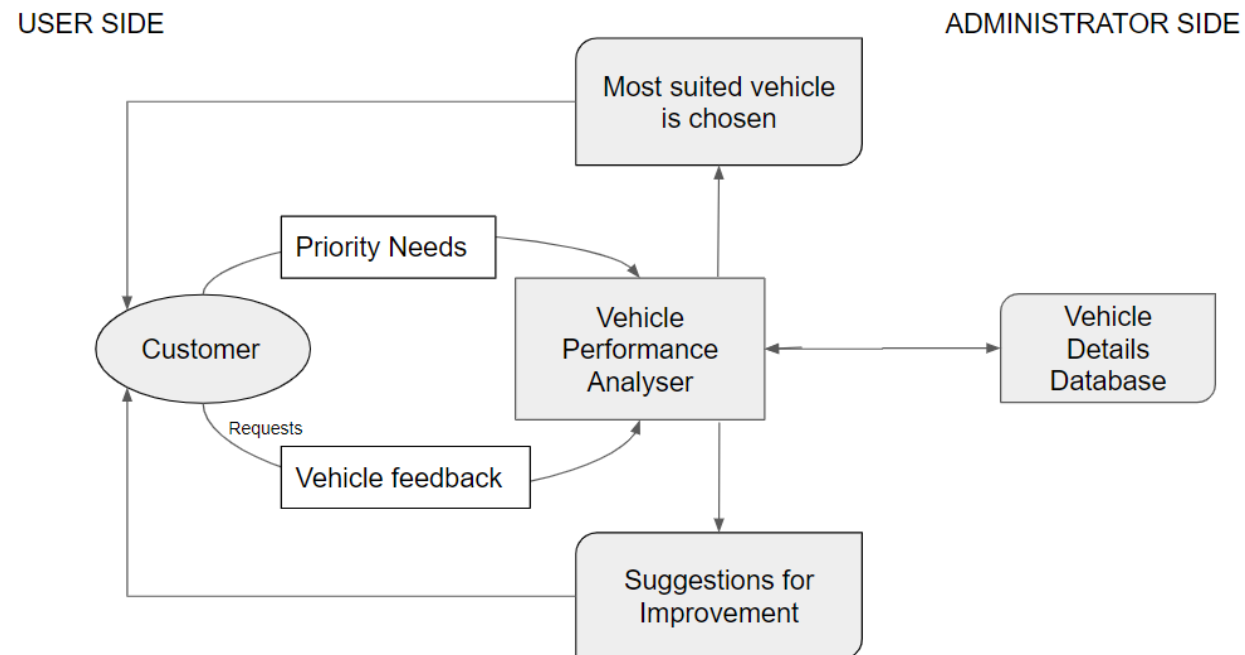 USER SIDE
ADMINISTRATOR SIDE
Most suited vehicle
is chosen
Priority Needs
Customer
Vehicle
Performance
Analyser
Vehicle
Details
Database
Requests
Vehicle feedback
Suggestions for
Improvement